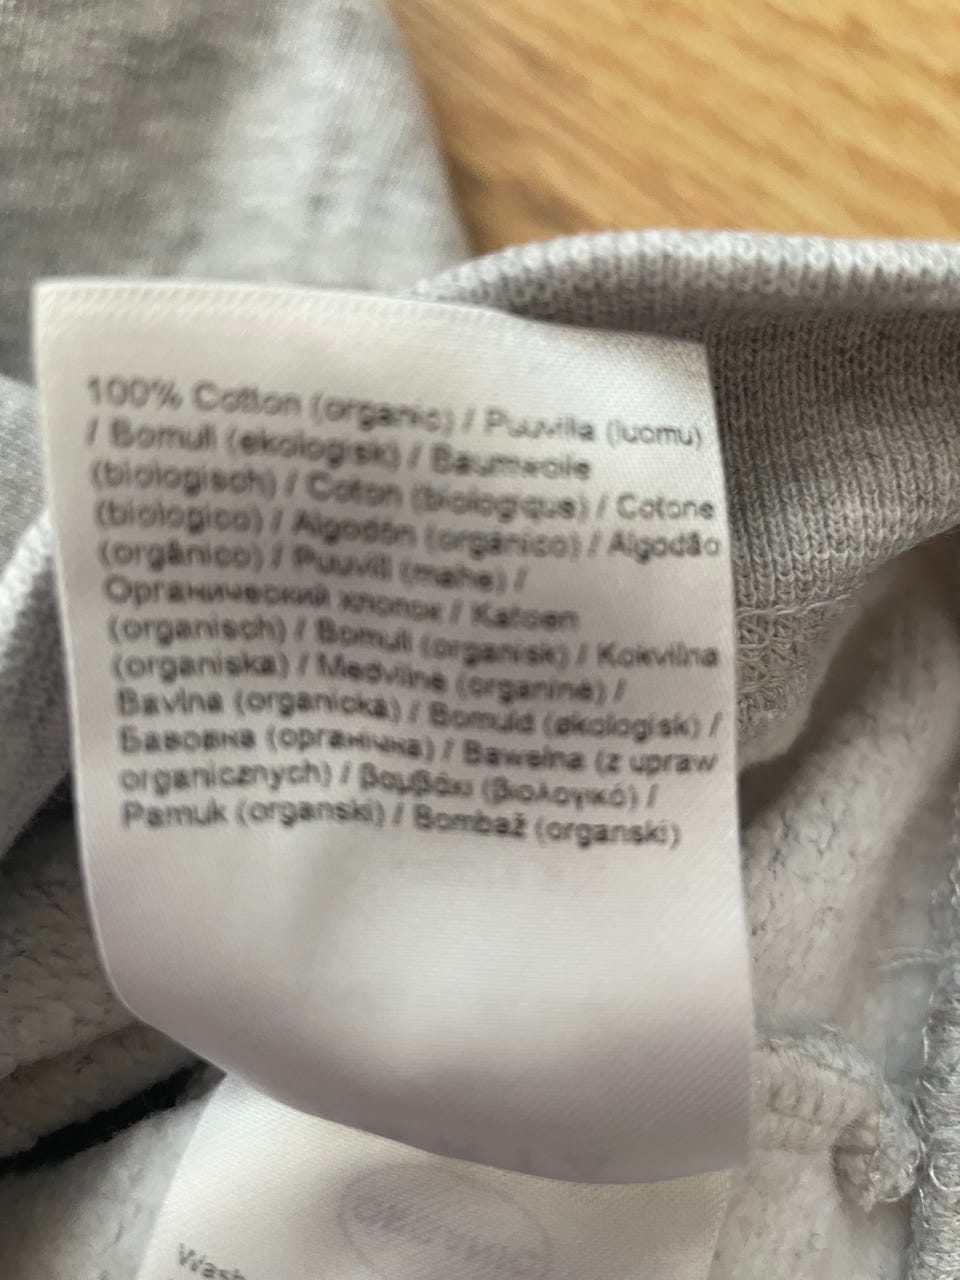 100% Cotton (organic) / Puuvilla (luomu)
/ Bomull (ekologisk) / Baumwolle
(biologisch) / Coton (biologique) / Cotone
(biologico) / Algodón (orgánico) / Algodão
(orgânico) / Puuvill (mahe) /
Органический хлопок / Katoen
(organisch) / Bomull (organisk) / Kokvilna
(organiska) / Medvilnė (organinė) /
Bavlna (organická) / Bomuld (økologisk) /
Бавовна (органічна) / Bawełna (z upraw
organicznych) / βαμβάκι (βιολογικό) /
Pamuk (organski) / Bombaž (organski)
Wash